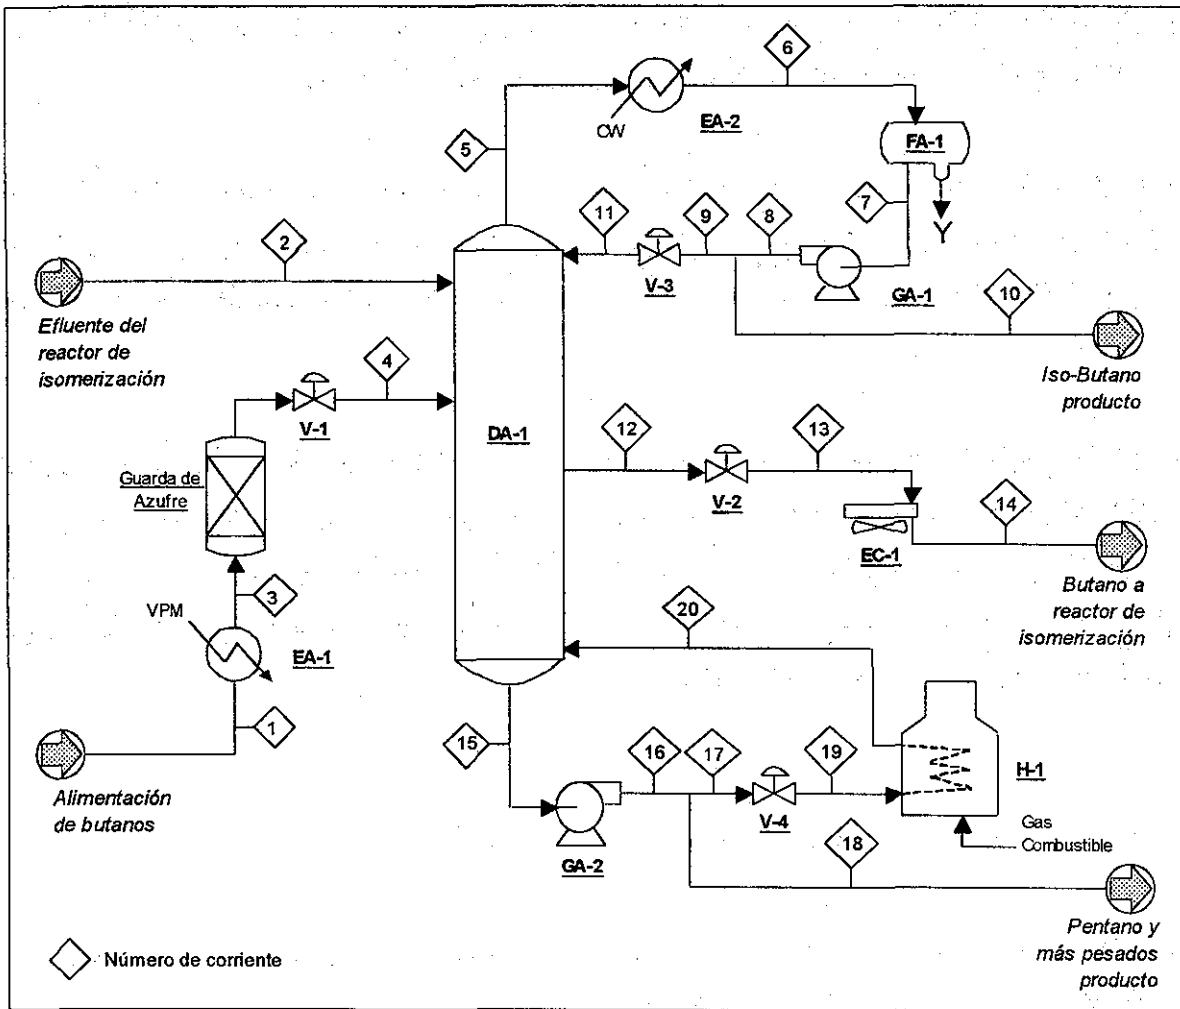 6
CW
EA-2
FA-1
5
7
11
9
8
2
V-3
GA-1
10
Efluente del
reactor de
isomerización
Iso-Butano
producto
4
V-1
DA-1
12
13
V-2
14
Guarda de
Azufre
EC-1
Butano a
reactor de
isomerización
3
VPM
EA-1
20
1
15
16
17
19
H-1
V-4
Alimentación
de butanos
GA-2
18
Gas
Combustible
Pentano y
más pesados
producto
Número de corriente